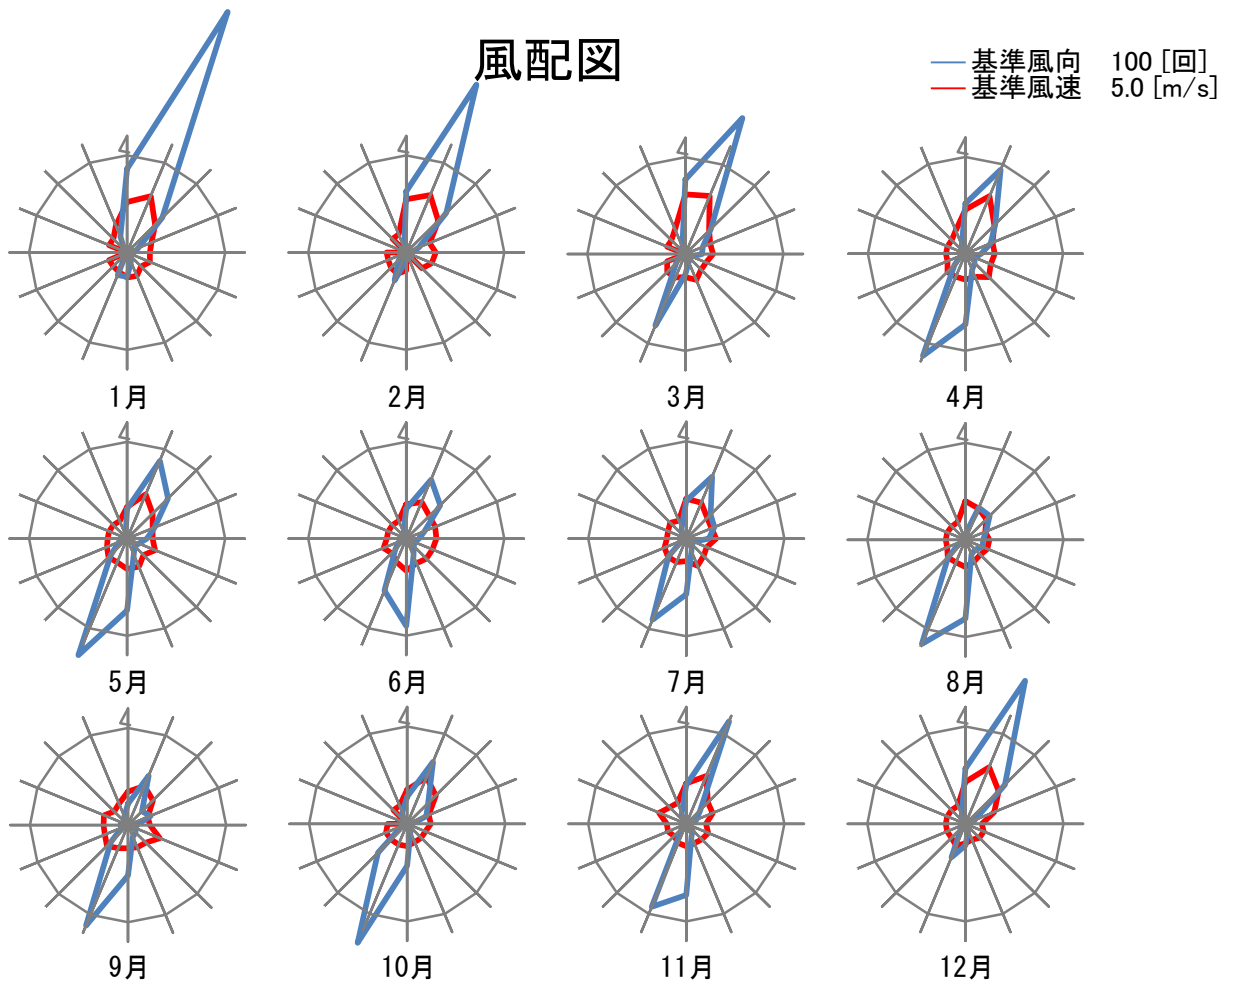 風配図
基準風向 100 [回]
基準風速 5.0 [m/s]
1月 2月 3月 4月
5月 6月 7月 8月
9月 10月 11月 12月